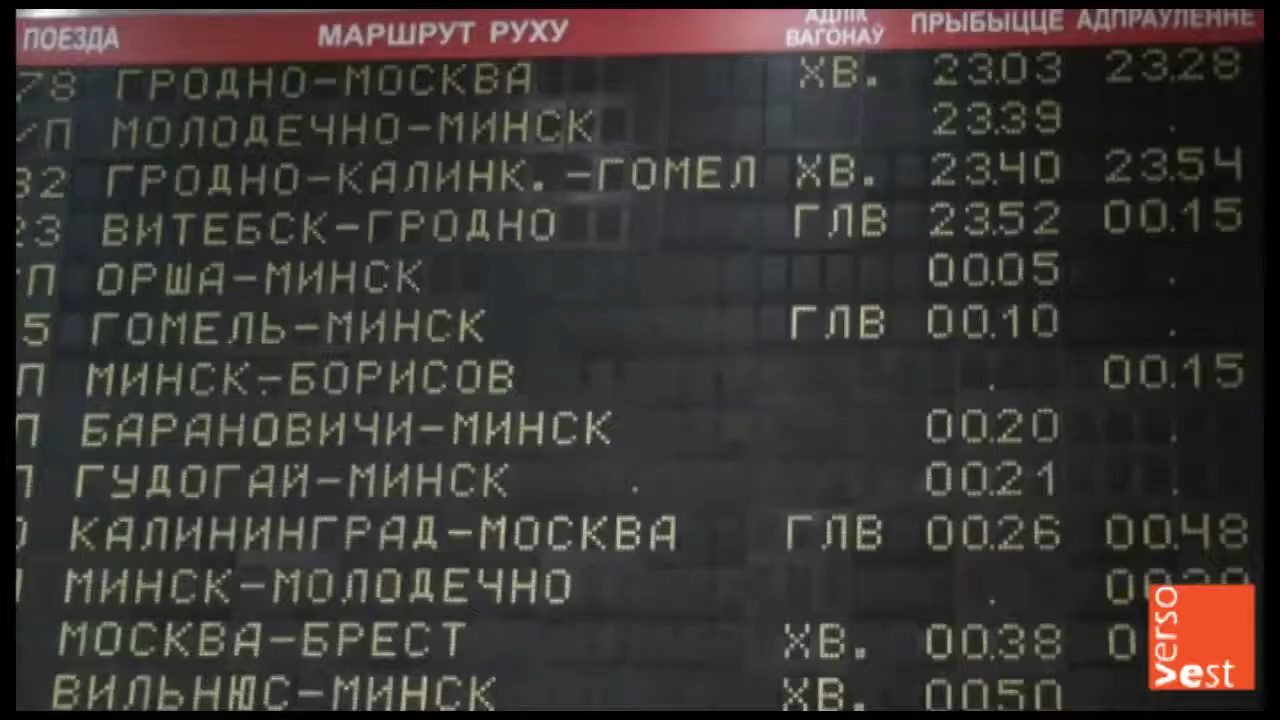 ПОЕЗДА МАРШРУТ РУХУ АДЛІК ВАГОНАЎ ПРЫБЫЦЦЕ АДПРАЎЛЕННЕ
78 ГРОДНО-МОСКВА ХВ. 23.03 23.28
/П МОЛОДЕЧНО-МИНСК 23.39 .
32 ГРОДНО-КАЛИНК.-ГОМЕЛ ХВ. 23.40 23.54
23 ВИТЕБСК-ГРОДНО ГЛВ 23.52 00.15
П ОРША-МИНСК 00.05 .
5 ГОМЕЛЬ-МИНСК ГЛВ 00.10 .
П МИНСК-БОРИСОВ . 00.15
П БАРАНОВИЧИ-МИНСК 00.20 .
П ГУДОГАЙ-МИНСК . 00.21 .
КАЛИНИНГРАД-МОСКВА ГЛВ 00.26 00.48
МИНСК-МОЛОДЕЧНО .
МОСКВА-БРЕСТ ХВ. 00.38
ВИЛЬНЮС-МИНСК ХВ. 00.50
verso
vest